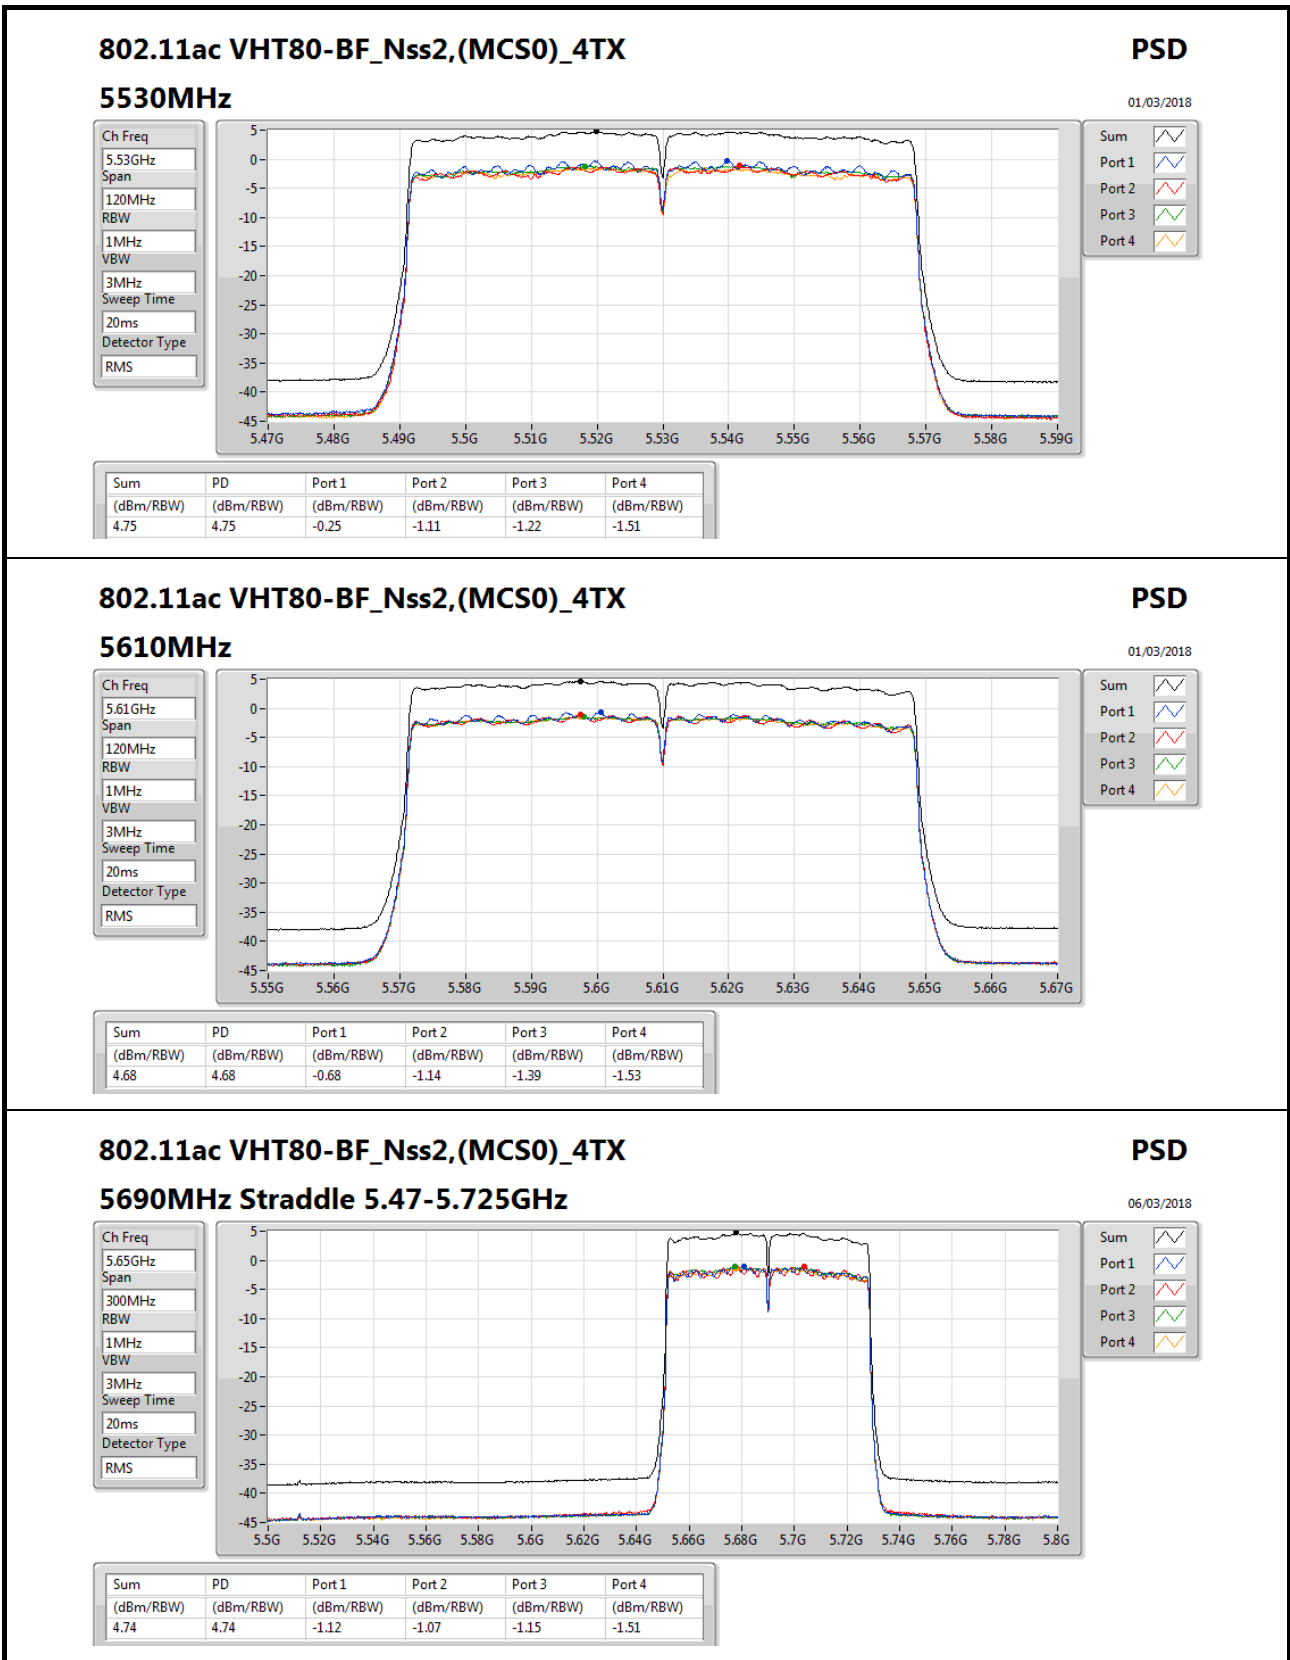 802.11ac VHT80-BF_Nss2,(MCS0)_4TX PSD
5530MHz 01/03/2018
Ch Freq
5.53GHz
Span
120MHz
RBW
1MHz
VBW
3MHz
Sweep Time
20ms
Detector Type
RMS
5
0
-5
-10
-15
-20
-25
-30
-35
-40
-45
5.47G 5.48G 5.49G 5.5G 5.51G 5.52G 5.53G 5.54G 5.55G 5.56G 5.57G 5.58G 5.59G
Sum
Port 1
Port 2
Port 3
Port 4
Sum PD Port 1 Port 2 Port 3 Port 4
(dBm/RBW) (dBm/RBW) (dBm/RBW) (dBm/RBW) (dBm/RBW) (dBm/RBW)
4.75 4.75 -0.25 -1.11 -1.22 -1.51
802.11ac VHT80-BF_Nss2,(MCS0)_4TX PSD
5610MHz 01/03/2018
Ch Freq
5.61GHz
Span
120MHz
RBW
1MHz
VBW
3MHz
Sweep Time
20ms
Detector Type
RMS
5
0
-5
-10
-15
-20
-25
-30
-35
-40
-45
5.55G 5.56G 5.57G 5.58G 5.59G 5.6G 5.61G 5.62G 5.63G 5.64G 5.65G 5.66G 5.67G
Sum
Port 1
Port 2
Port 3
Port 4
Sum PD Port 1 Port 2 Port 3 Port 4
(dBm/RBW) (dBm/RBW) (dBm/RBW) (dBm/RBW) (dBm/RBW) (dBm/RBW)
4.68 4.68 -0.68 -1.14 -1.39 -1.53
802.11ac VHT80-BF_Nss2,(MCS0)_4TX PSD
5690MHz Straddle 5.47-5.725GHz 06/03/2018
Ch Freq
5.65GHz
Span
300MHz
RBW
1MHz
VBW
3MHz
Sweep Time
20ms
Detector Type
RMS
5
0
-5
-10
-15
-20
-25
-30
-35
-40
-45
5.5G 5.52G 5.54G 5.56G 5.58G 5.6G 5.62G 5.64G 5.66G 5.68G 5.7G 5.72G 5.74G 5.76G 5.78G 5.8G
Sum
Port 1
Port 2
Port 3
Port 4
Sum PD Port 1 Port 2 Port 3 Port 4
(dBm/RBW) (dBm/RBW) (dBm/RBW) (dBm/RBW) (dBm/RBW) (dBm/RBW)
4.74 4.74 -1.12 -1.07 -1.15 -1.51